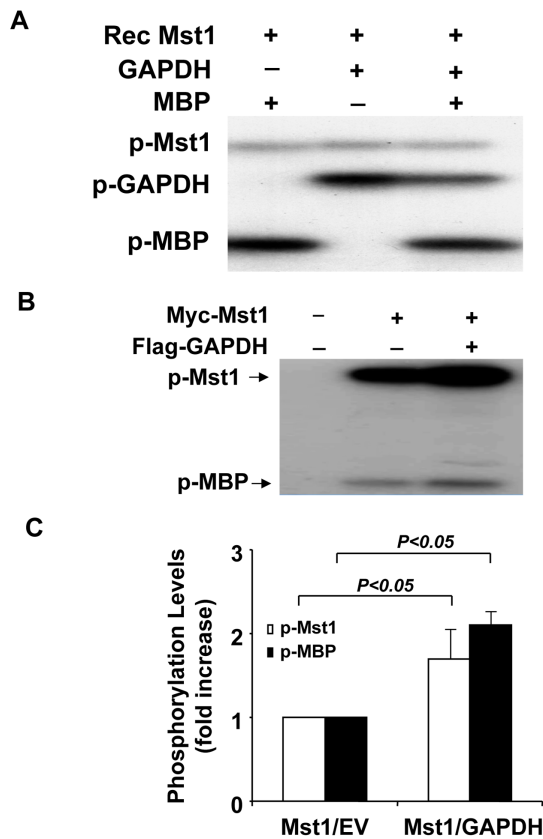 A
Rec Mst1 + + +
GAPDH – + +
MBP + – +
p-Mst1
p-GAPDH
p-MBP
B
Myc-Mst1 – + +
Flag-GAPDH – – +
p-Mst1
p-MBP
C
Phosphorylation Levels
(fold increase)
3
2
1
0
P<0.05
P<0.05
p-Mst1
p-MBP
Mst1/EV Mst1/GAPDH